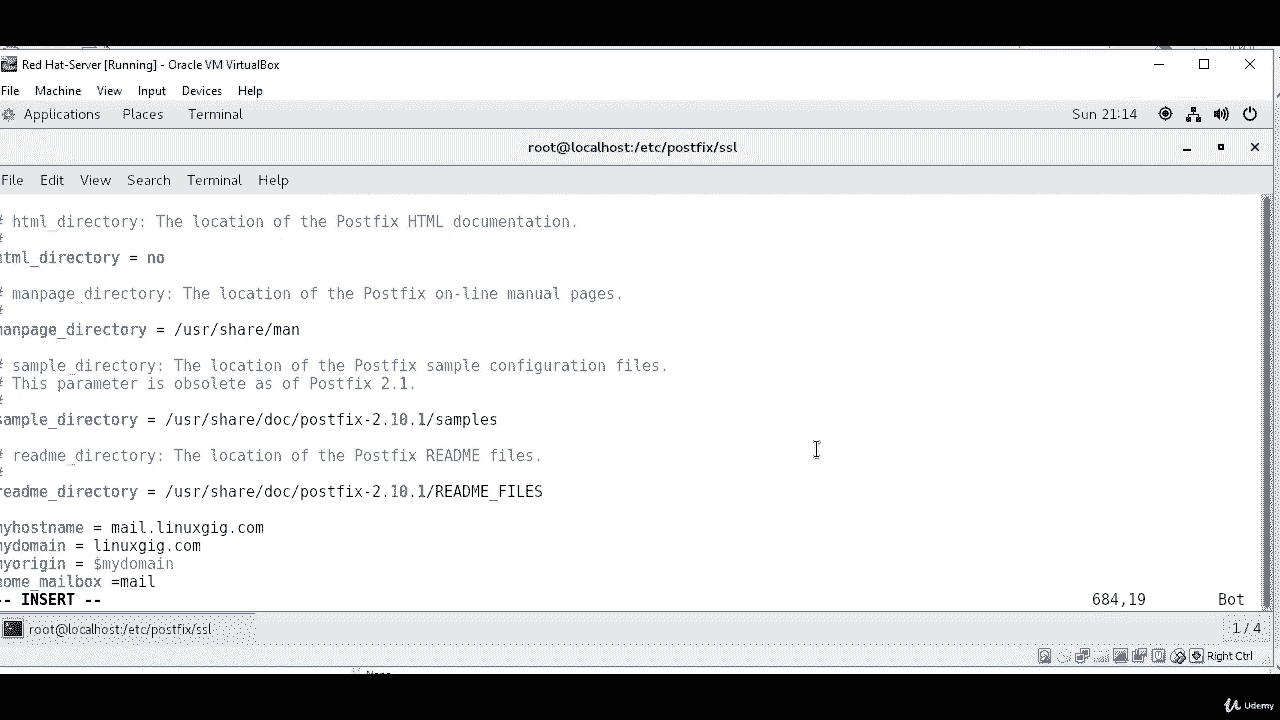 Red Hat-Server [Running] - Oracle VM VirtualBox
File Machine View Input Devices Help
Applications Places Terminal Sun 21:14
root@localhost:/etc/postfix/ssl
File Edit View Search Terminal Help
# html_directory: The location of the Postfix HTML documentation.
#
html_directory = no
# manpage_directory: The location of the Postfix on-line manual pages.
#
manpage_directory = /usr/share/man
# sample_directory: The location of the Postfix sample configuration files.
# This parameter is obsolete as of Postfix 2.1.
#
sample_directory = /usr/share/doc/postfix-2.10.1/samples
# readme_directory: The location of the Postfix README files.
#
readme_directory = /usr/share/doc/postfix-2.10.1/README_FILES
myhostname = mail.linuxgig.com
mydomain = linuxgig.com
myorigin = $mydomain
home_mailbox =mail
-- INSERT -- 684,19 Bot
root@localhost:/etc/postfix/ssl 1 / 4
Right Ctrl
Udemy